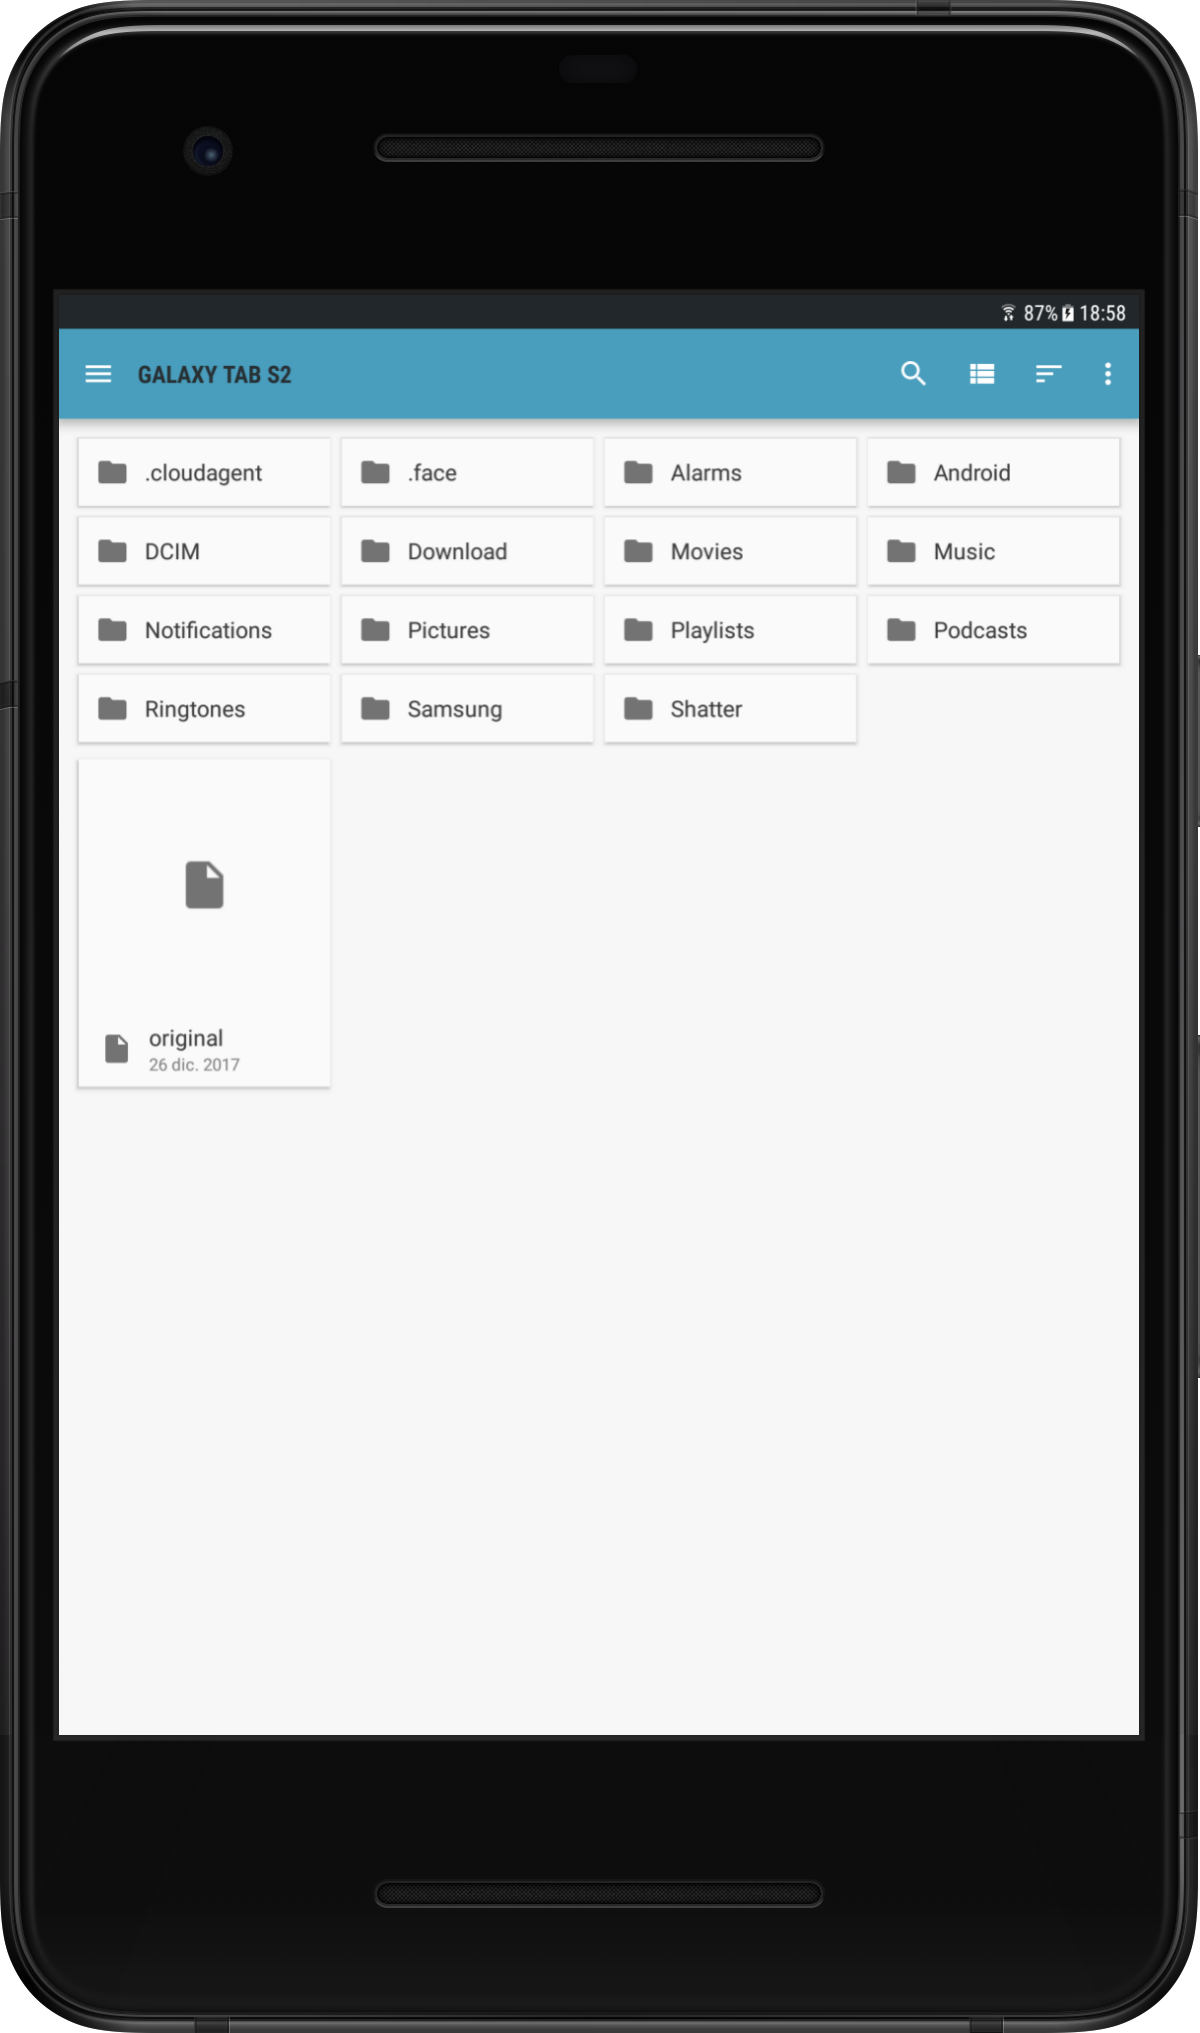 87% 18:58
GALAXY TAB S2
.cloudagent .face Alarms Android
DCIM Download Movies Music
Notifications Pictures Playlists Podcasts
Ringtones Samsung Shatter
original
26 dic. 2017